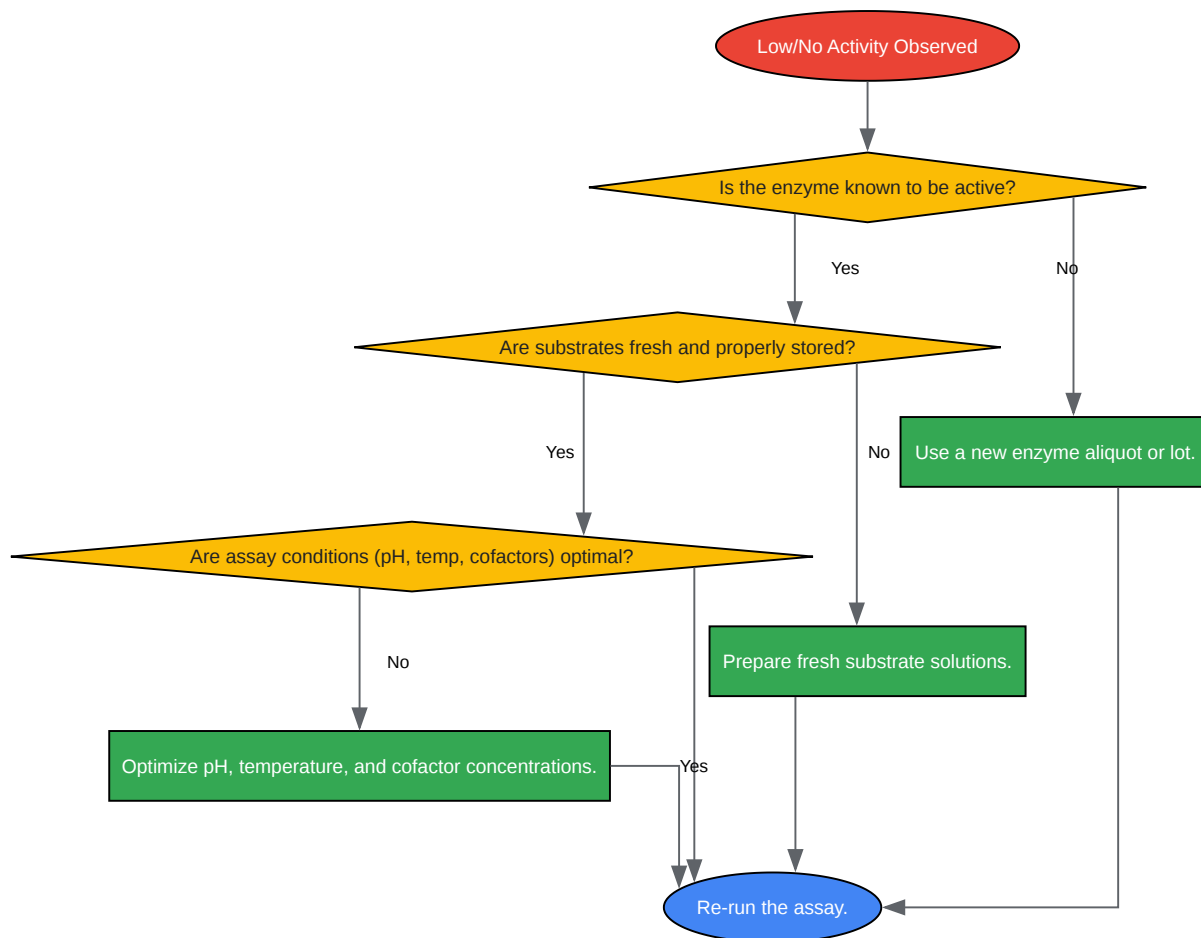 Low/No Activity Observed
Is the enzyme known to be active?
Yes
No
Are substrates fresh and properly stored?
Yes
No
Use a new enzyme aliquot or lot.
Are assay conditions (pH, temp, cofactors) optimal?
No
Prepare fresh substrate solutions.
Optimize pH, temperature, and cofactor concentrations.
Yes
Re-run the assay.